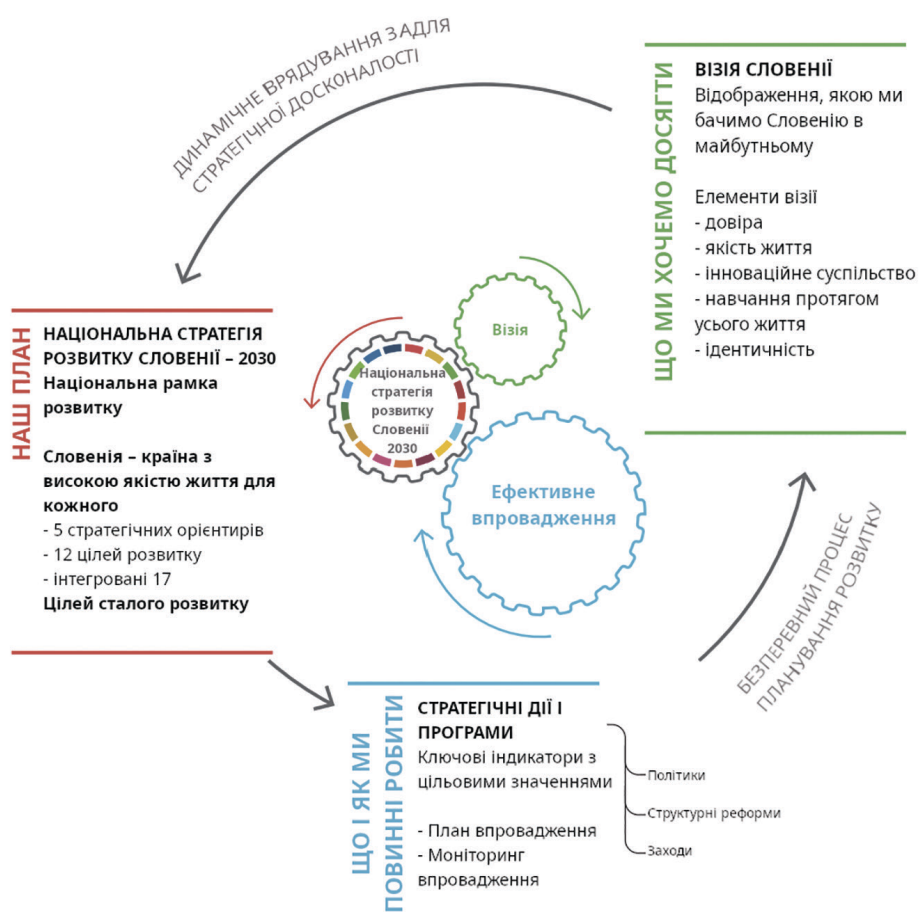 ДИНАМІЧНЕ ВРЯДУВАННЯ ЗАДЛЯ
СТРАТЕГІЧНОЇ ДОСКОНАЛОСТІ
ЩО МИ ХОЧЕМО ДОСЯГТИ
ВІЗІЯ СЛОВЕНІЇ
Відображення, якою ми
бачимо Словенію в
майбутньому
Елементи візії
- довіра
- якість життя
- інноваційне суспільство
- навчання протягом
усього життя
- ідентичність
НАШ ПЛАН
НАЦІОНАЛЬНА СТРАТЕГІЯ
РОЗВИТКУ СЛОВЕНІЇ – 2030
Національна рамка
розвитку
Словенія – країна з
високою якістю життя для
кожного
- 5 стратегічних орієнтирів
- 12 цілей розвитку
- інтегровані 17
Цілей сталого розвитку
Візія
Національна
стратегія
розвитку
Словенії
2030
Ефективне
впровадження
БЕЗПЕРЕВНИЙ ПРОЦЕС
ПЛАНУВАННЯ РОЗВИТКУ
ЩО І ЯК МИ
ПОВИННІ РОБИТИ
СТРАТЕГІЧНІ ДІЇ І
ПРОГРАМИ
Ключові індикатори з
цільовими значеннями
- План впровадження
- Моніторинг
впровадження
Політики
Структурні реформи
Заходи